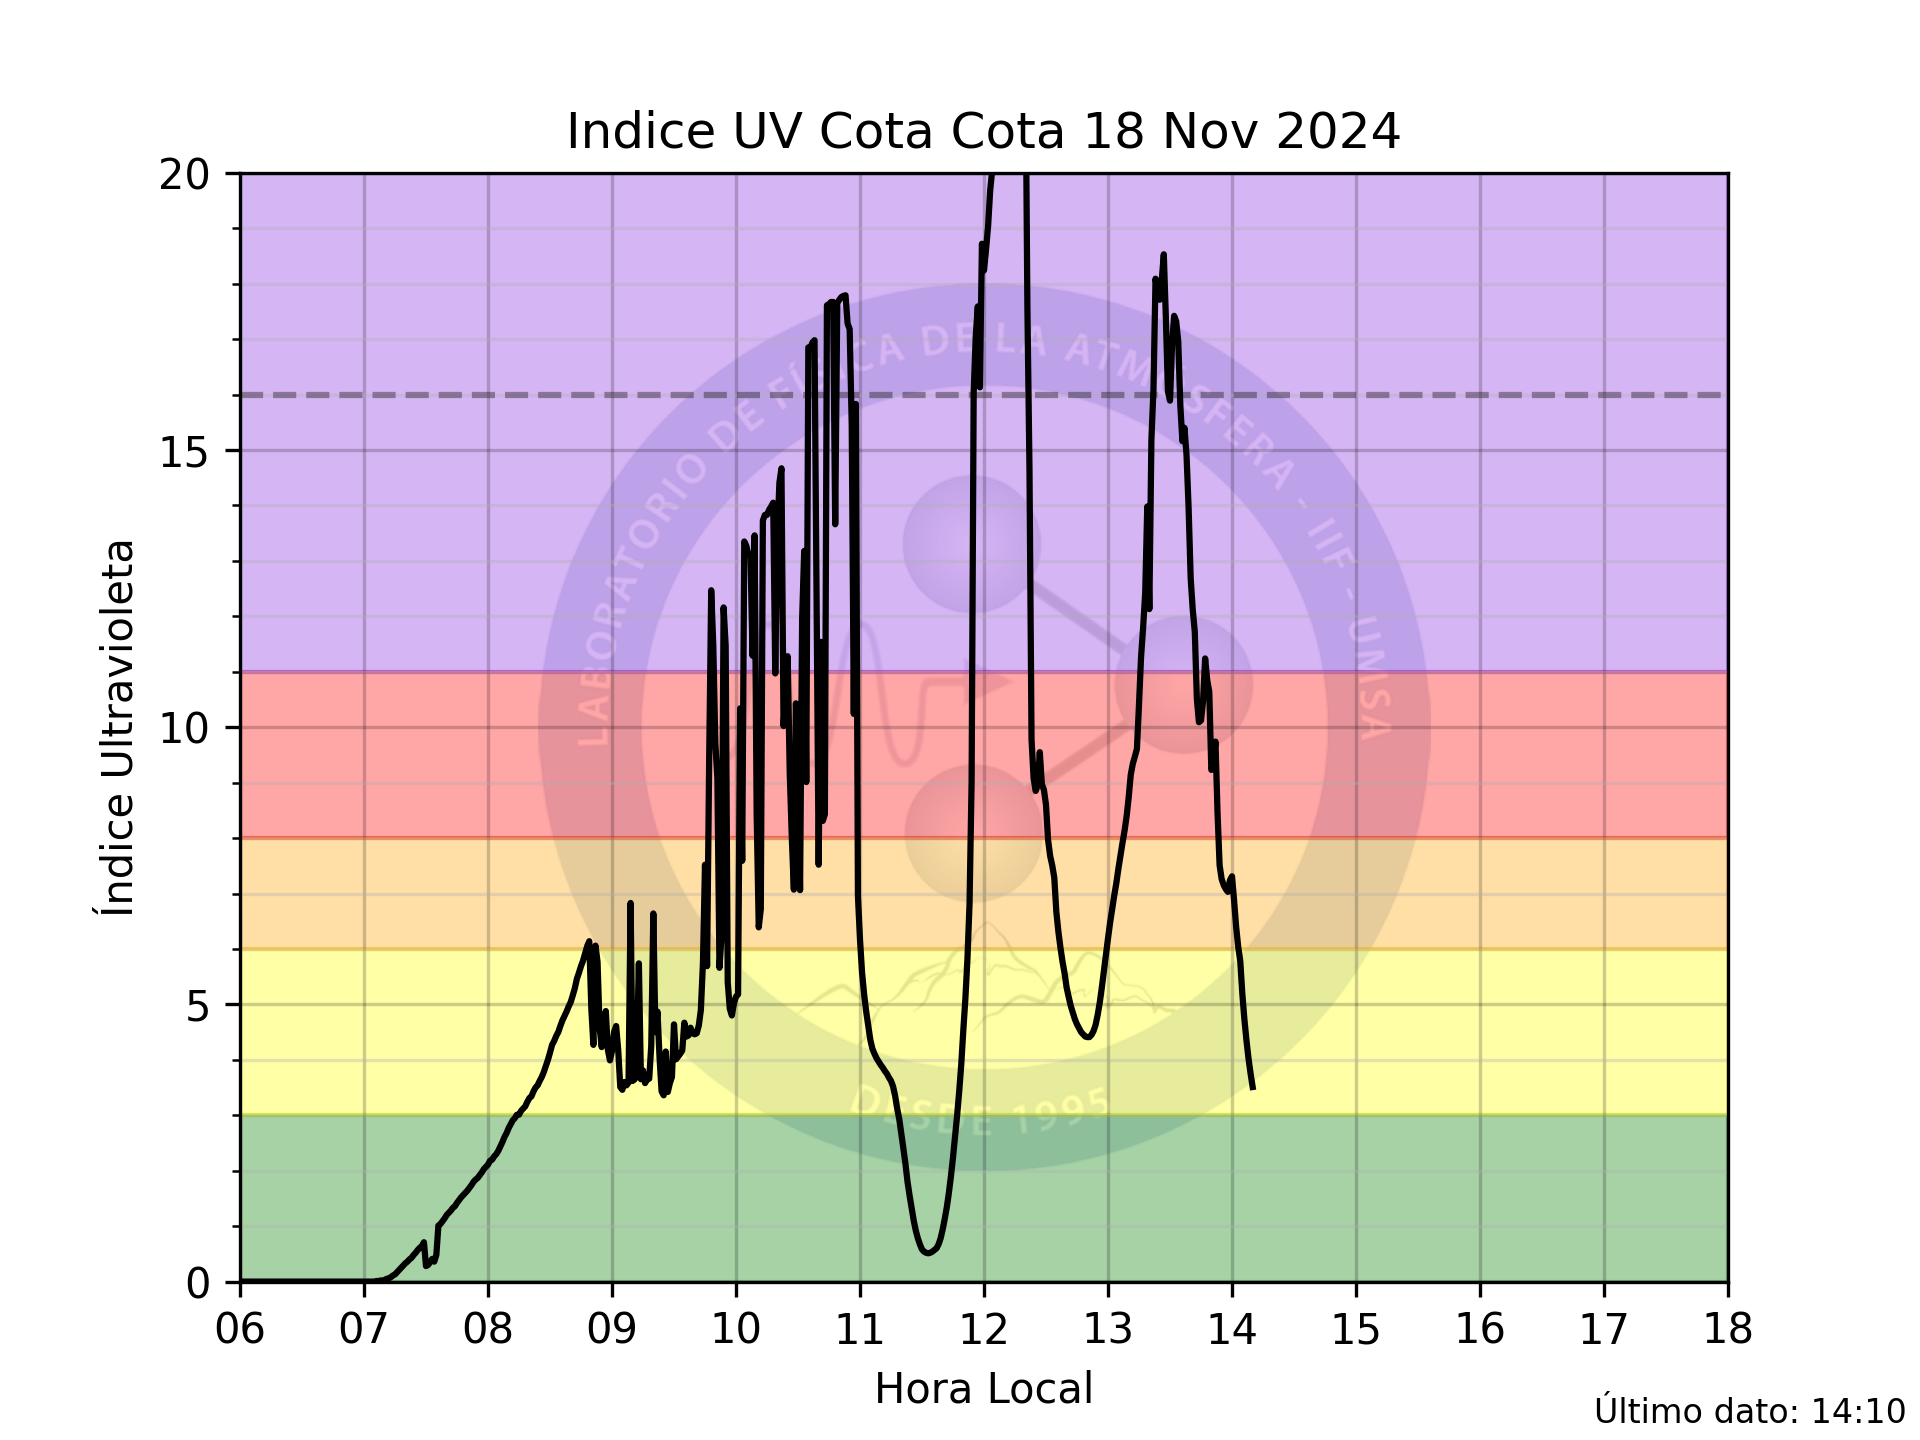 Indice UV Cota Cota 18 Nov 2024
20
15
10
5
0
Índice Ultravioleta
LABORATORIO DE FÍSICA DE LA ATMÓSFERA - IIF - UMSA
DESDE 1995
06 07 08 09 10 11 12 13 14 15 16 17 18
Hora Local
Último dato: 14:10